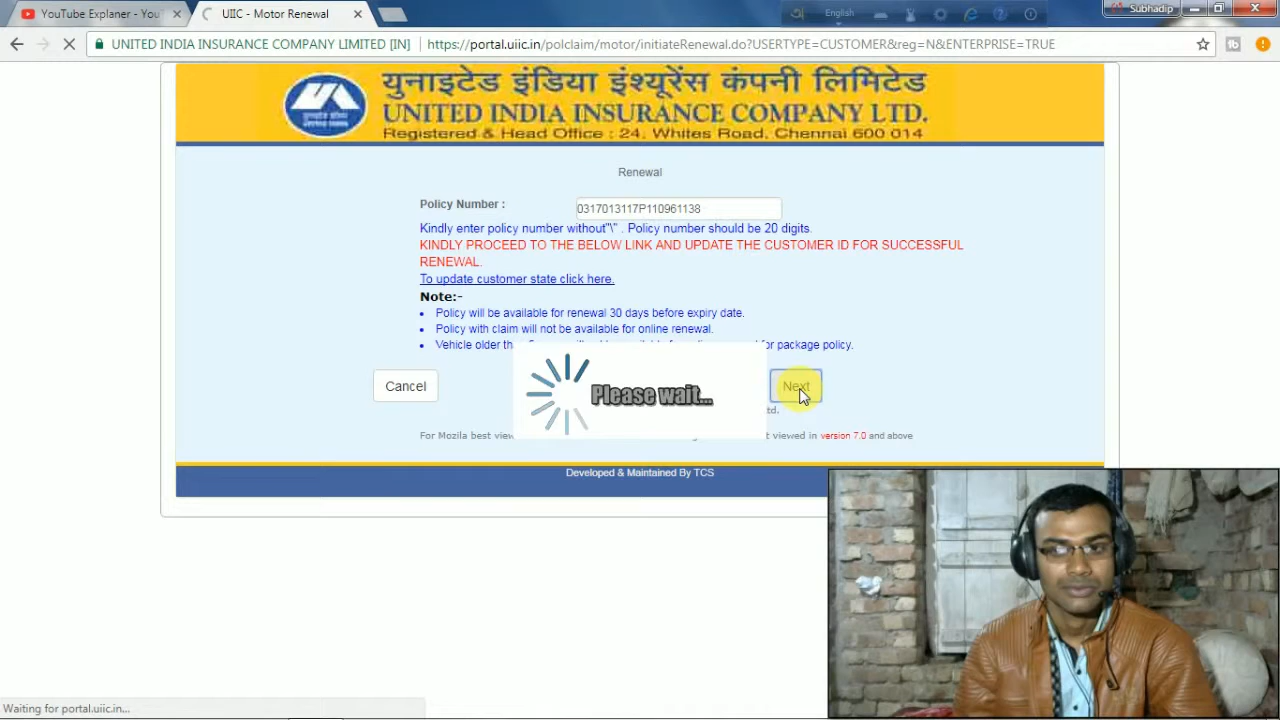 YouTube Explaner - You
UIIC - Motor Renewal
English
Subhadip
UNITED INDIA INSURANCE COMPANY LIMITED [IN]
https://portal.uiic.in/polclaim/motor/initiateRenewal.do?USERTYPE=CUSTOMER&reg=N&ENTERPRISE=TRUE
युनाइटेड इंडिया इंश्यूरेंस कंपनी लिमिटेड
UNITED INDIA INSURANCE COMPANY LTD.
Registered & Head Office : 24, Whites Road, Chennai 600 014
Renewal
Policy Number : 0317013117P110961138
Kindly enter policy number without"\" . Policy number should be 20 digits.
KINDLY PROCEED TO THE BELOW LINK AND UPDATE THE CUSTOMER ID FOR SUCCESSFUL
RENEWAL.
To update customer state click here.
Note:-
• Policy will be available for renewal 30 days before expiry date.
• Policy with claim will not be available for online renewal.
• Vehicle older for package policy.
Cancel Please wait... Next
td.
For Mozila best viewed in version 7.0 and above
Developed & Maintained By TCS
Waiting for portal.uiic.in...